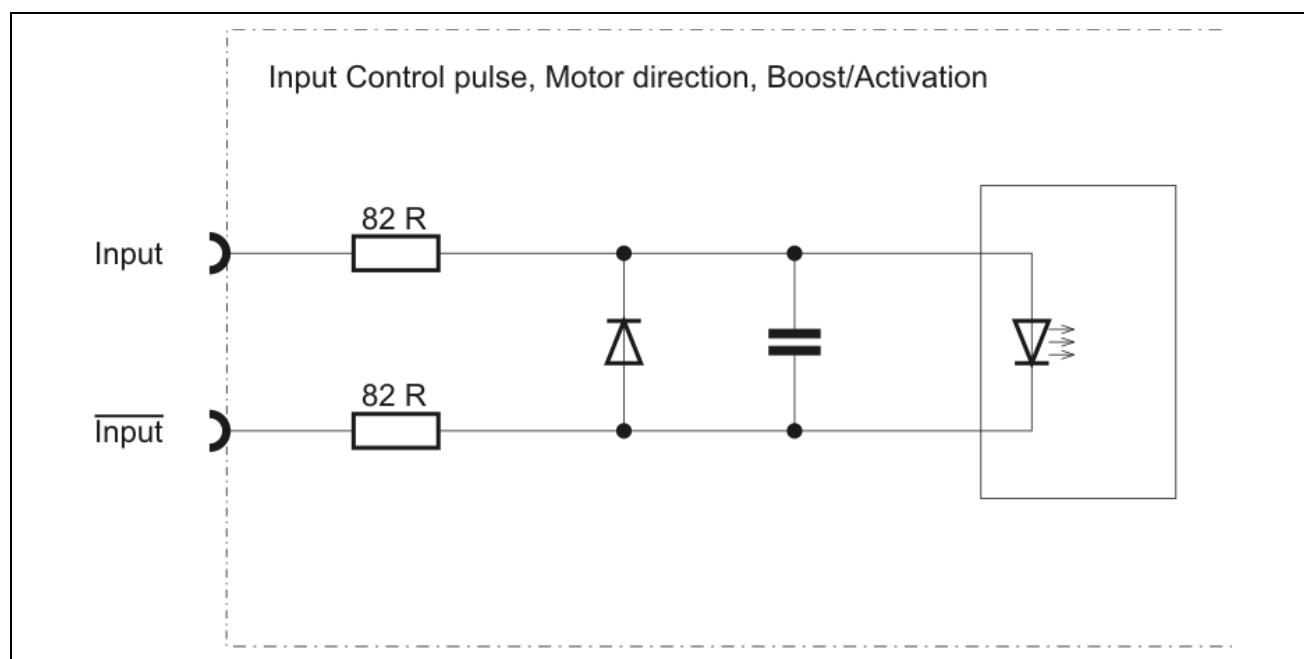 Input Control pulse, Motor direction, Boost/Activation
82 R
Input
82 R
Input